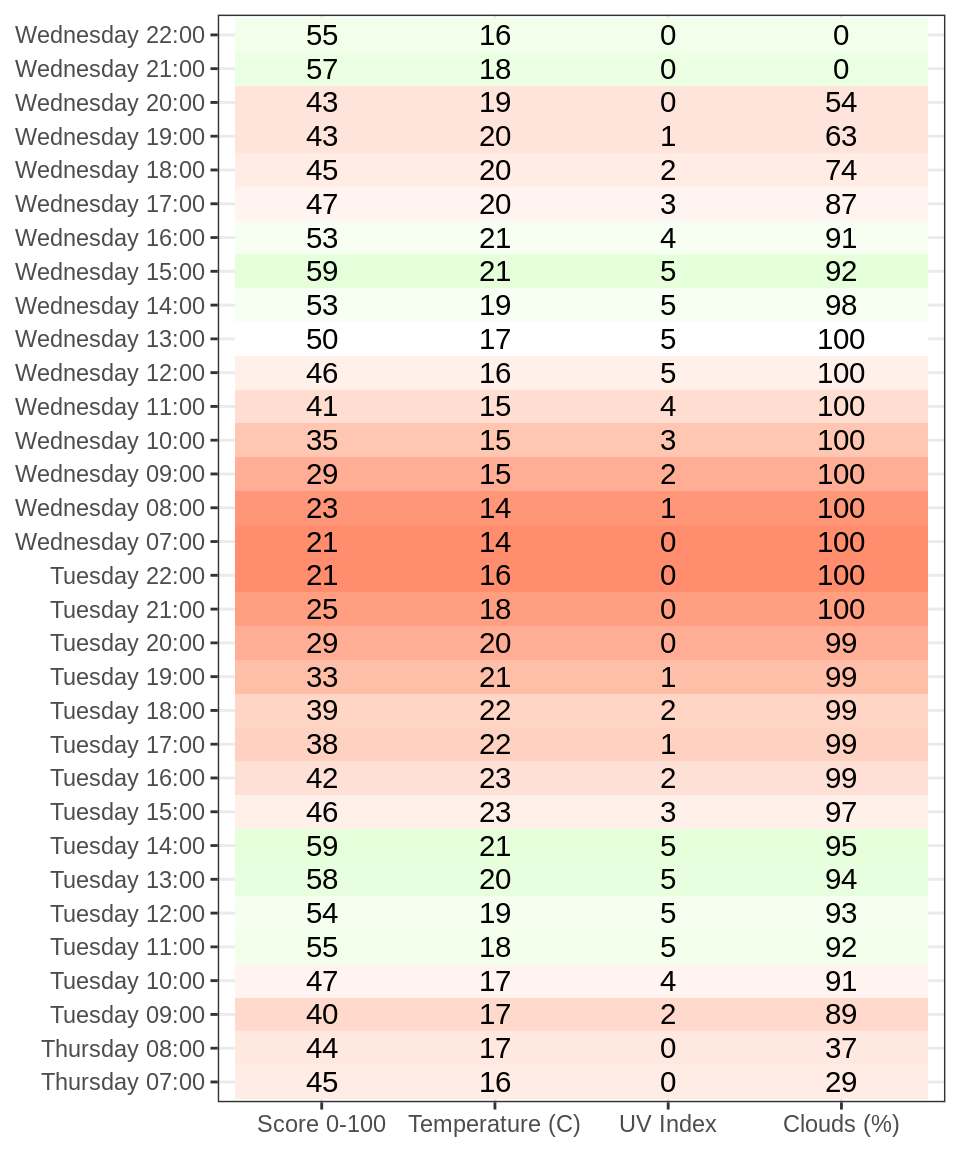 Wednesday 22:00 55 16 0 0
Wednesday 21:00 57 18 0 0
Wednesday 20:00 43 19 0 54
Wednesday 19:00 43 20 1 63
Wednesday 18:00 45 20 2 74
Wednesday 17:00 47 20 3 87
Wednesday 16:00 53 21 4 91
Wednesday 15:00 59 21 5 92
Wednesday 14:00 53 19 5 98
Wednesday 13:00 50 17 5 100
Wednesday 12:00 46 16 5 100
Wednesday 11:00 41 15 4 100
Wednesday 10:00 35 15 3 100
Wednesday 09:00 29 15 2 100
Wednesday 08:00 23 14 1 100
Wednesday 07:00 21 14 0 100
Tuesday 22:00 21 16 0 100
Tuesday 21:00 25 18 0 100
Tuesday 20:00 29 20 0 99
Tuesday 19:00 33 21 1 99
Tuesday 18:00 39 22 2 99
Tuesday 17:00 38 22 1 99
Tuesday 16:00 42 23 2 99
Tuesday 15:00 46 23 3 97
Tuesday 14:00 59 21 5 95
Tuesday 13:00 58 20 5 94
Tuesday 12:00 54 19 5 93
Tuesday 11:00 55 18 5 92
Tuesday 10:00 47 17 4 91
Tuesday 09:00 40 17 2 89
Thursday 08:00 44 17 0 37
Thursday 07:00 45 16 0 29
Score 0-100 Temperature (C) UV Index Clouds (%)